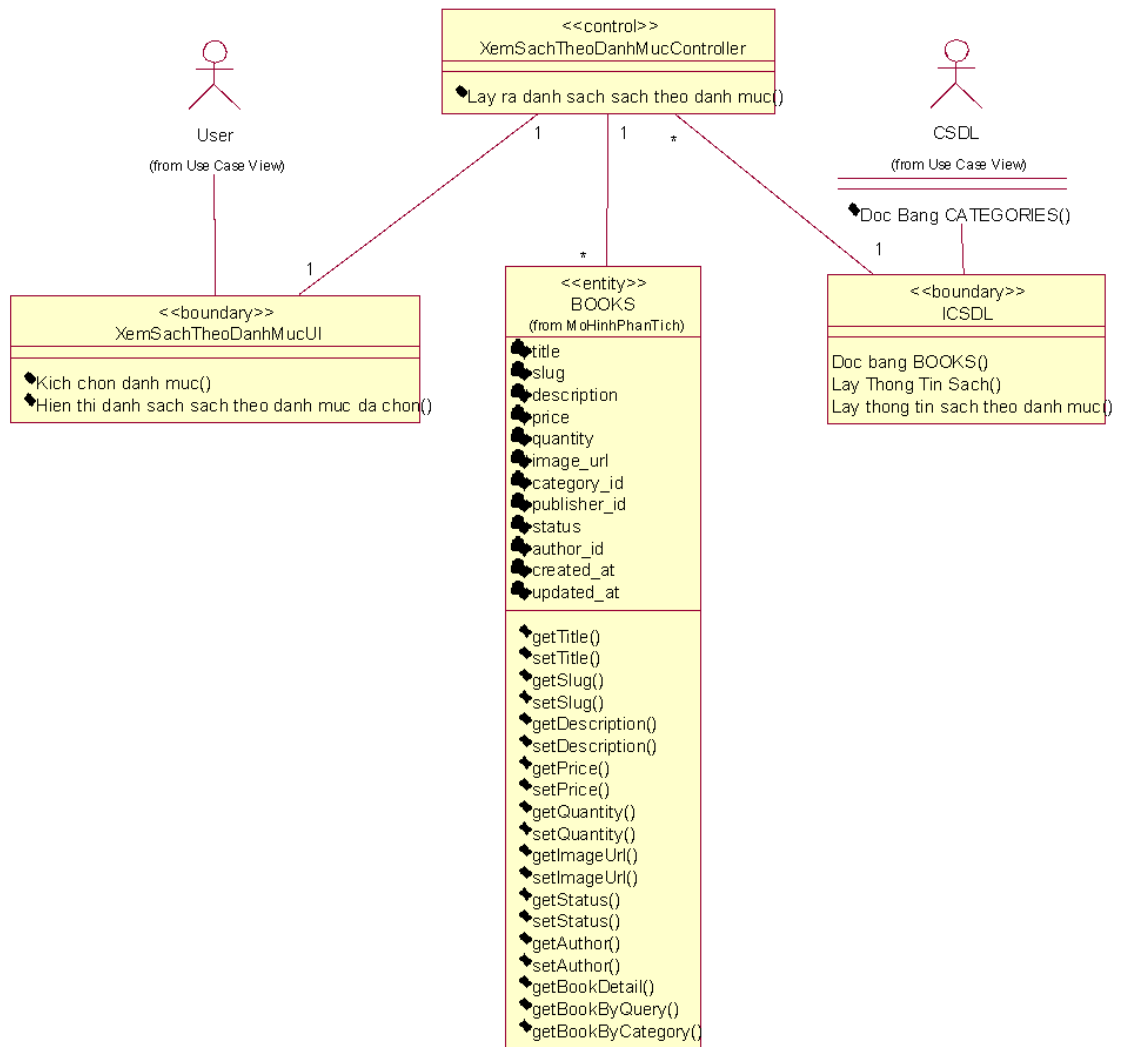 <<control>>
XemSachTheoDanhMucController
Lay ra danh sach sach theo danh muc()
User
(from Use Case View)
CSDL
(from Use Case View)
Doc Bang CATEGORIES()
1
1
*
1
*
1
<<boundary>>
XemSachTheoDanhMucUI
Kich chon danh muc()
Hien thi danh sach sach theo danh muc da chon()
<<entity>>
BOOKS
(from MoHinhPhanTich)
title
slug
description
price
quantity
image_url
category_id
publisher_id
status
author_id
created_at
updated_at
getTitle()
setTitle()
getSlug()
setSlug()
getDescription()
setDescription()
getPrice()
setPrice()
getQuantity()
setQuantity()
getImageUrl()
setImageUrl()
getStatus()
setStatus()
getAuthor()
setAuthor()
getBookDetail()
getBookByQuery()
getBookByCategory()
<<boundary>>
ICSDL
Doc bang BOOKS()
Lay Thong Tin Sach()
Lay thong tin sach theo danh muc()